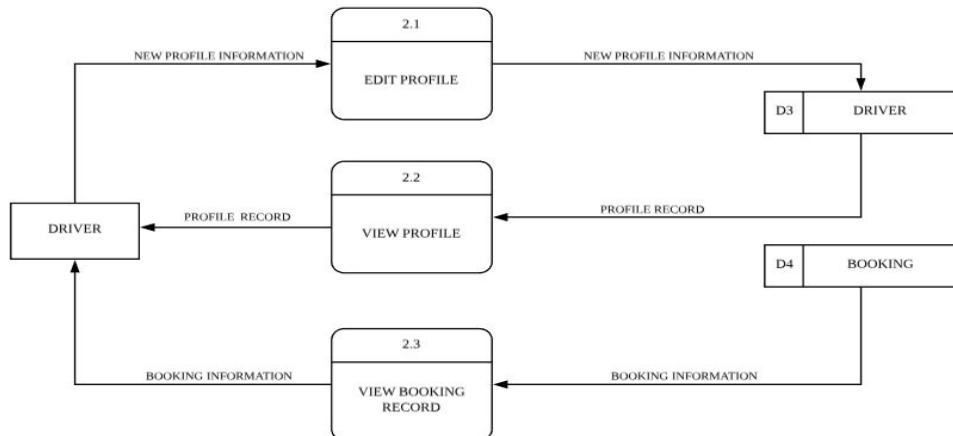 2.1
NEW PROFILE INFORMATION
NEW PROFILE INFORMATION
EDIT PROFILE
D3
DRIVER
2.2
PROFILE RECORD
PROFILE RECORD
DRIVER
VIEW PROFILE
D4
BOOKING
2.3
BOOKING INFORMATION
BOOKING INFORMATION
VIEW BOOKING
RECORD